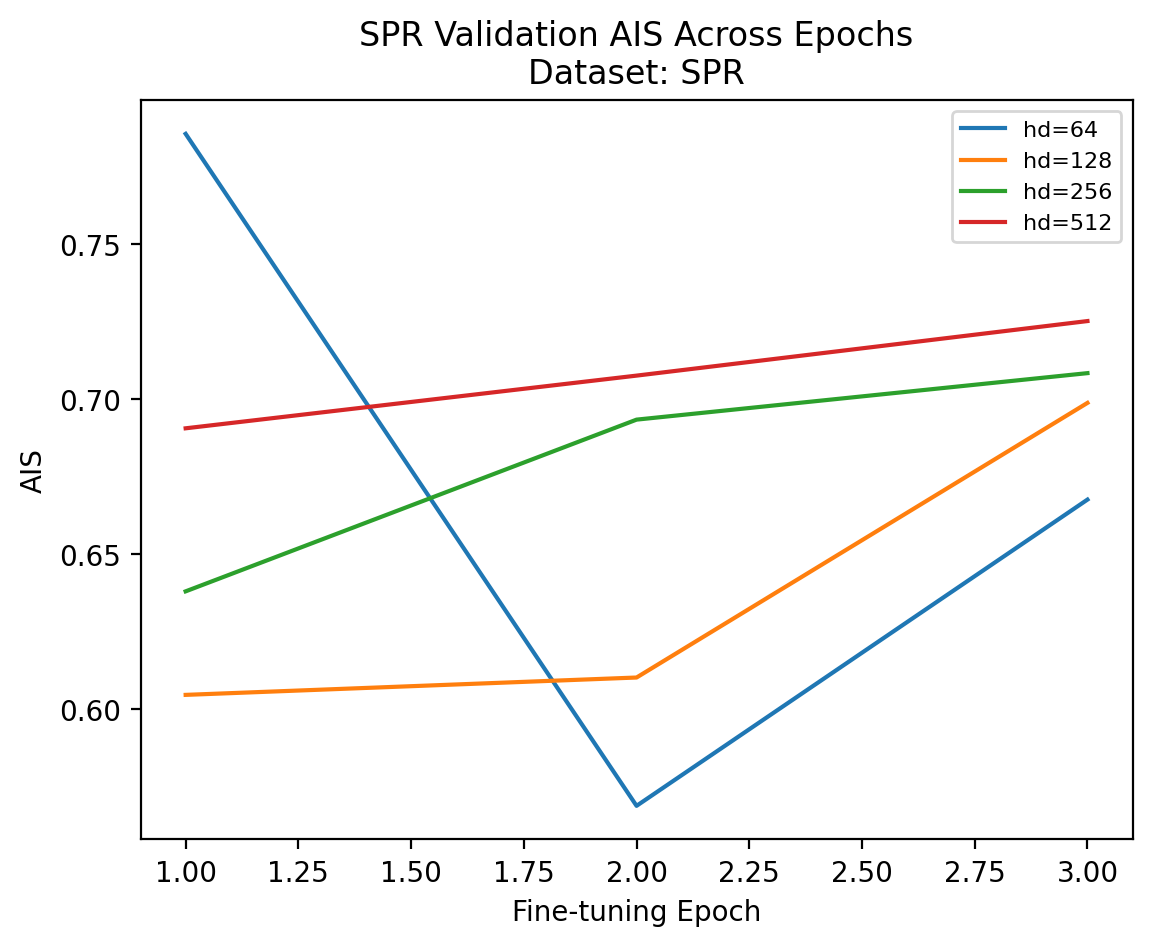 SPR Validation AIS Across Epochs
Dataset: SPR
hd=64
hd=128
hd=256
hd=512
0.75
0.70
0.65
0.60
AIS
1.00 1.25 1.50 1.75 2.00 2.25 2.50 2.75 3.00
Fine-tuning Epoch